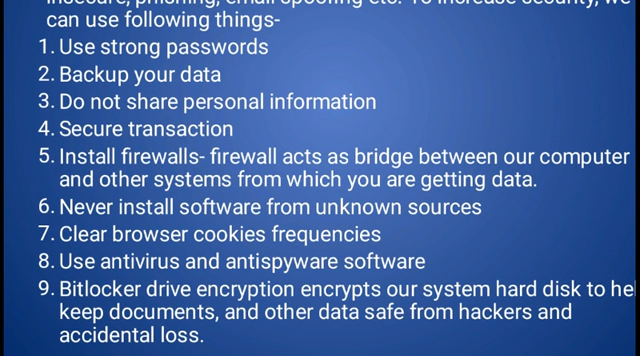 insecure, phishing, email spoofing etc. To increase security, we
can use following things-
1. Use strong passwords
2. Backup your data
3. Do not share personal information
4. Secure transaction
5. Install firewalls- firewall acts as bridge between our computer
and other systems from which you are getting data.
6. Never install software from unknown sources
7. Clear browser cookies frequencies
8. Use antivirus and antispyware software
9. Bitlocker drive encryption encrypts our system hard disk to he
keep documents, and other data safe from hackers and
accidental loss.